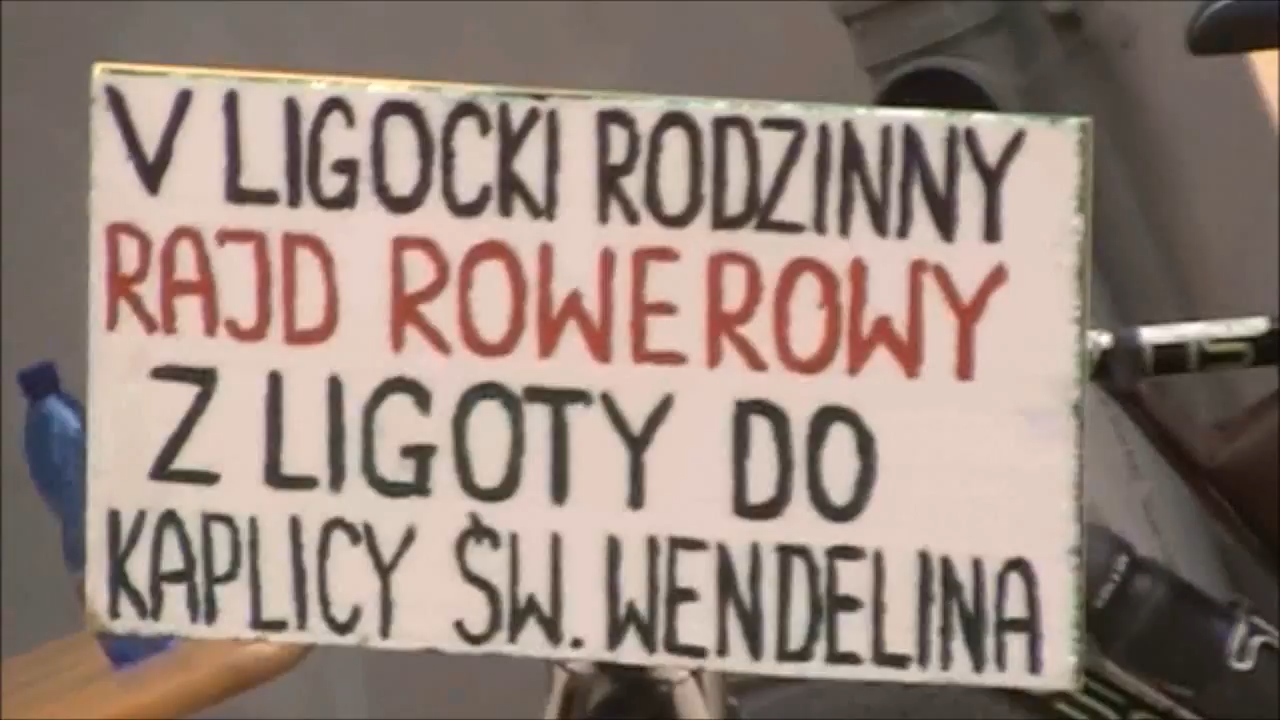 V LIGOCKI RODZINNY
RAJD ROWEROWY
Z LIGOTY DO
KAPLICY ŚW. WENDELINA